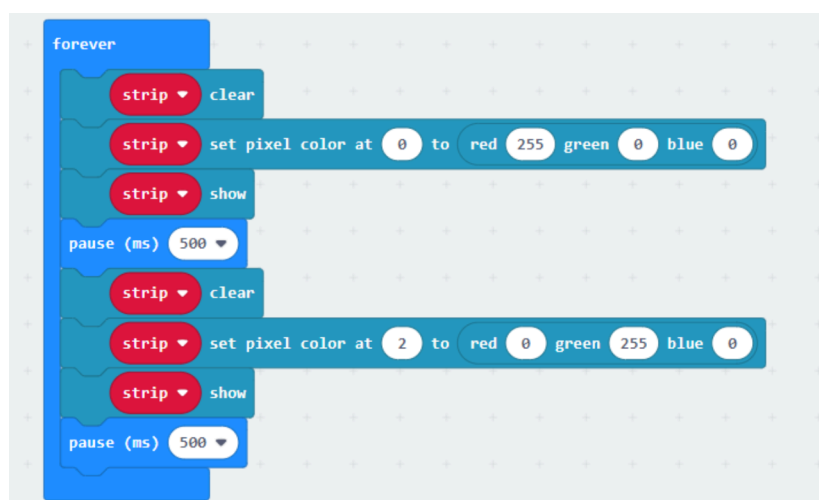 forever
strip clear
strip set pixel color at 0 to red 255 green 0 blue 0
strip show
pause (ms) 500
strip clear
strip set pixel color at 2 to red 0 green 255 blue 0
strip show
pause (ms) 500